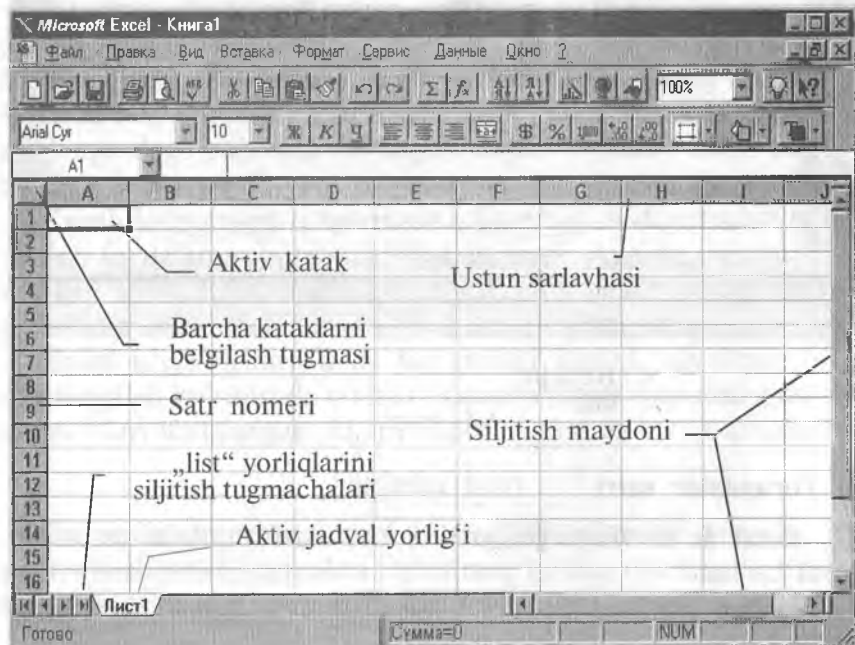 Microsoft Excel - Книга1
Файл Правка Вид Вставка Формат Сервис Данные Окно ?
100%
Arial Cyr 10 Ж К Ч $ %
A1
A B C D E F G H I J
1
2
3 Aktiv katak
Ustun sarlavhasi
4
5
6 Barcha kataklarni
7 belgilash tugmasi
8
9 Satr nomeri
10 Siljitish maydoni
11 „list“ yorliqlarini
12 siljitish tugmachalari
13
14 Aktiv jadval yorlig‘i
15
16
Лист1
Готово Сумма=0 NUM